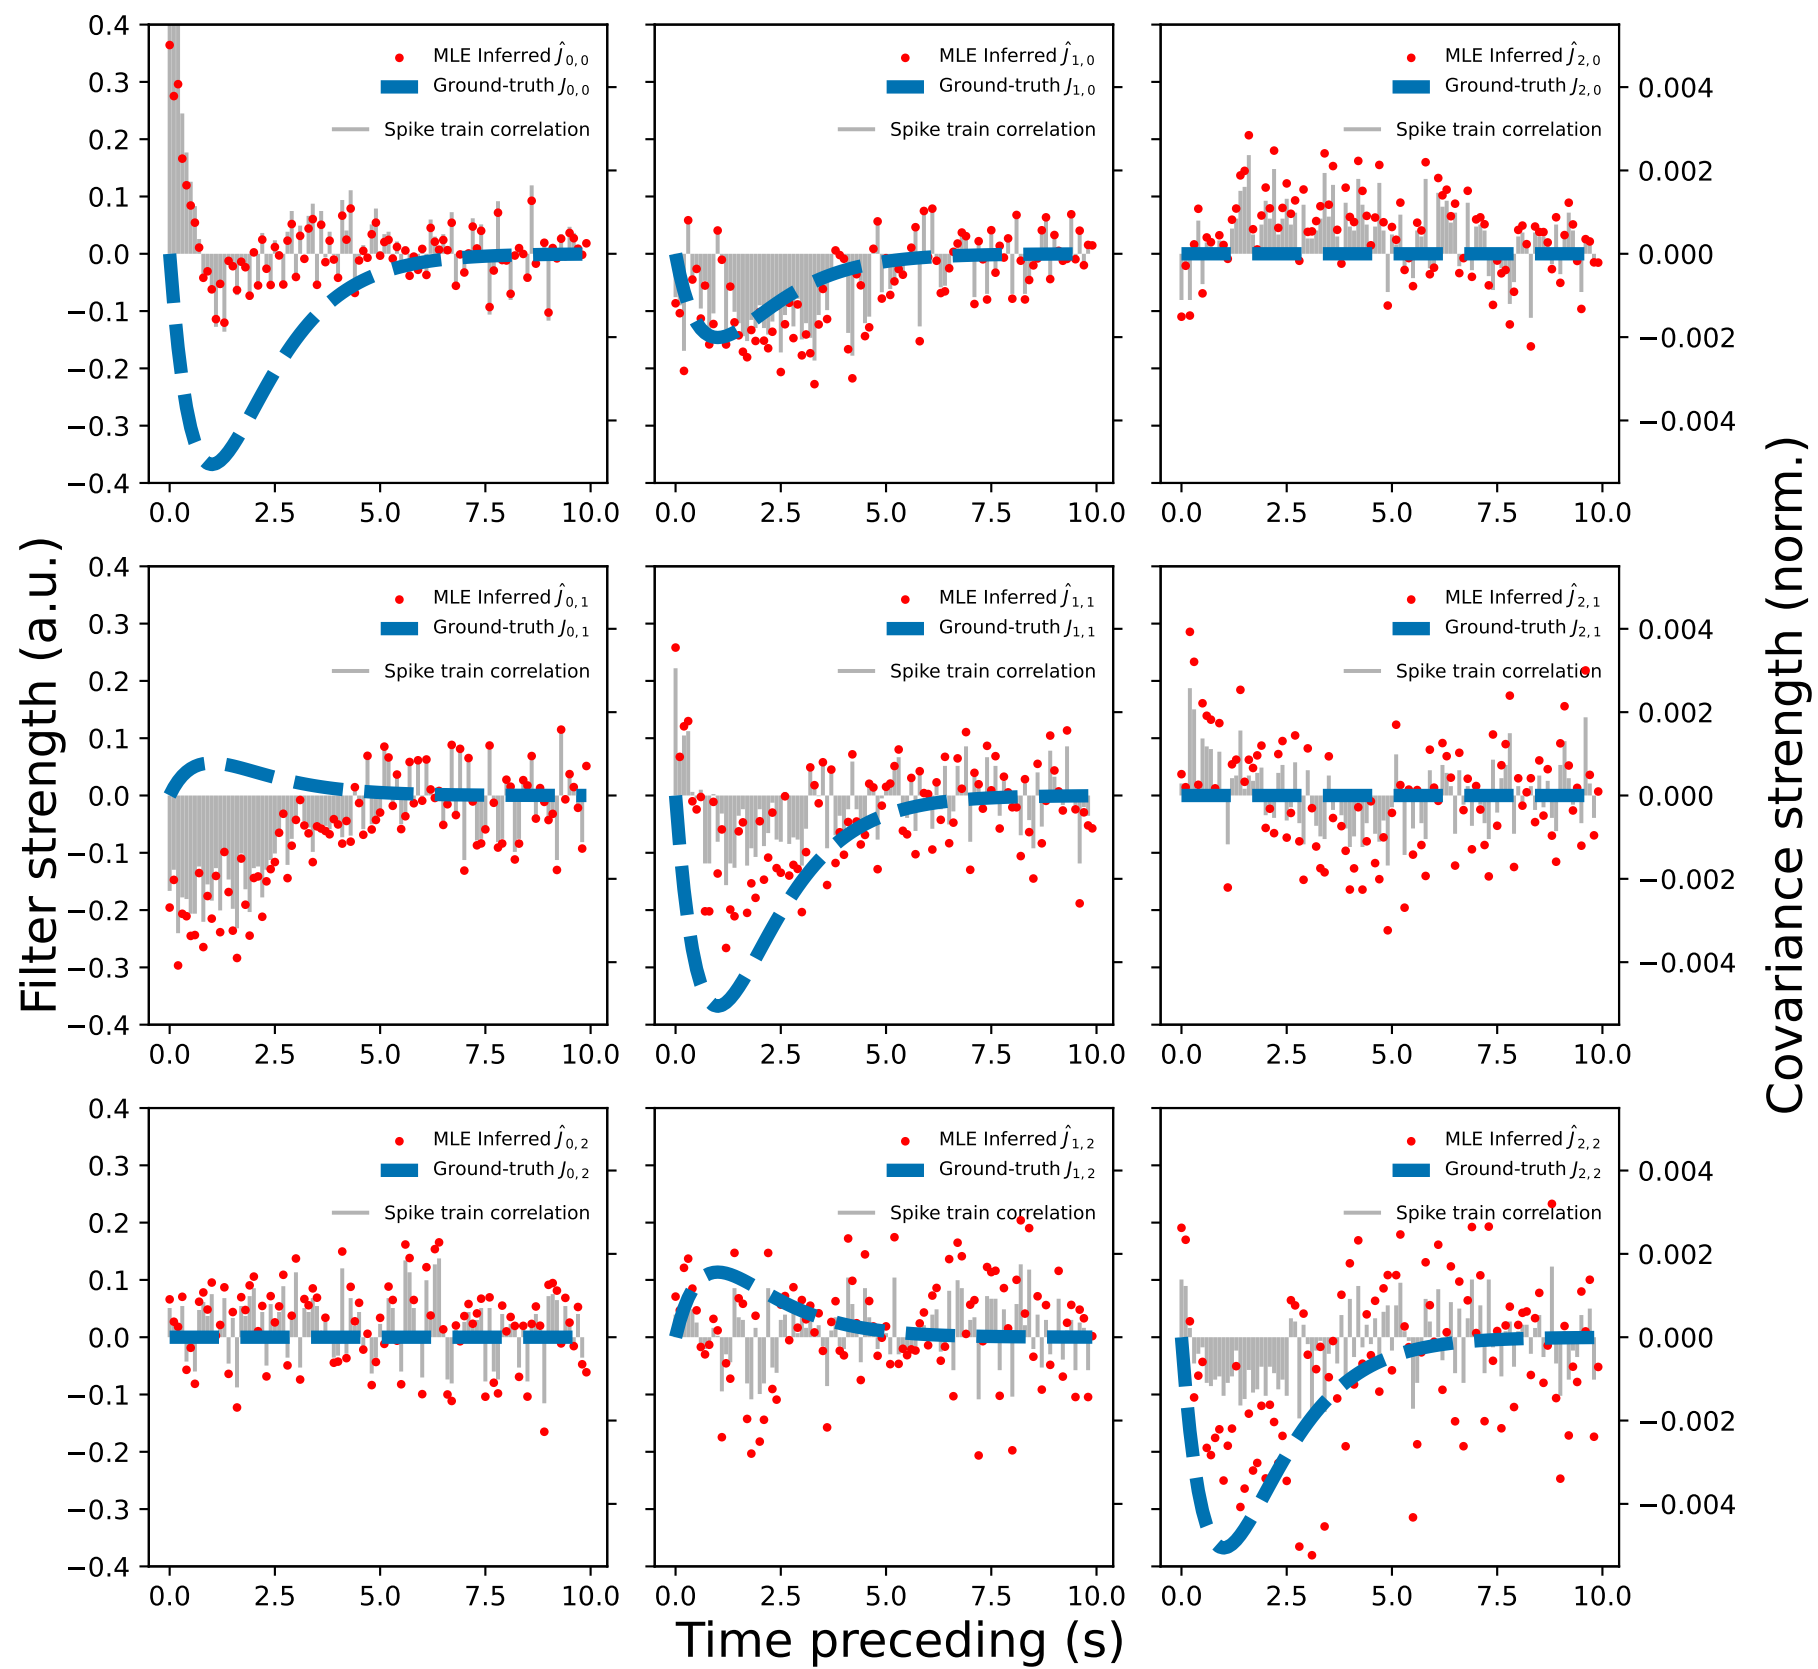 0.4
0.3
0.2
0.1
0.0
−0.1
−0.2
−0.3
−0.4
MLE Inferred Ĵ0,0
Ground-truth J0,0
Spike train correlation
0.0 2.5 5.0 7.5 10.0
MLE Inferred Ĵ1,0
Ground-truth J1,0
Spike train correlation
0.0 2.5 5.0 7.5 10.0
MLE Inferred Ĵ2,0
Ground-truth J2,0
Spike train correlation
0.0 2.5 5.0 7.5 10.0
0.004
0.002
0.000
−0.002
−0.004
Filter strength (a.u.)
0.4
0.3
0.2
0.1
0.0
−0.1
−0.2
−0.3
−0.4
MLE Inferred Ĵ0,1
Ground-truth J0,1
Spike train correlation
0.0 2.5 5.0 7.5 10.0
MLE Inferred Ĵ1,1
Ground-truth J1,1
Spike train correlation
0.0 2.5 5.0 7.5 10.0
MLE Inferred Ĵ2,1
Ground-truth J2,1
Spike train correlation
0.0 2.5 5.0 7.5 10.0
0.004
0.002
0.000
−0.002
−0.004
Covariance strength (norm.)
0.4
0.3
0.2
0.1
0.0
−0.1
−0.2
−0.3
−0.4
MLE Inferred Ĵ0,2
Ground-truth J0,2
Spike train correlation
0.0 2.5 5.0 7.5 10.0
MLE Inferred Ĵ1,2
Ground-truth J1,2
Spike train correlation
0.0 2.5 5.0 7.5 10.0
MLE Inferred Ĵ2,2
Ground-truth J2,2
Spike train correlation
0.0 2.5 5.0 7.5 10.0
0.004
0.002
0.000
−0.002
−0.004
Time preceding (s)